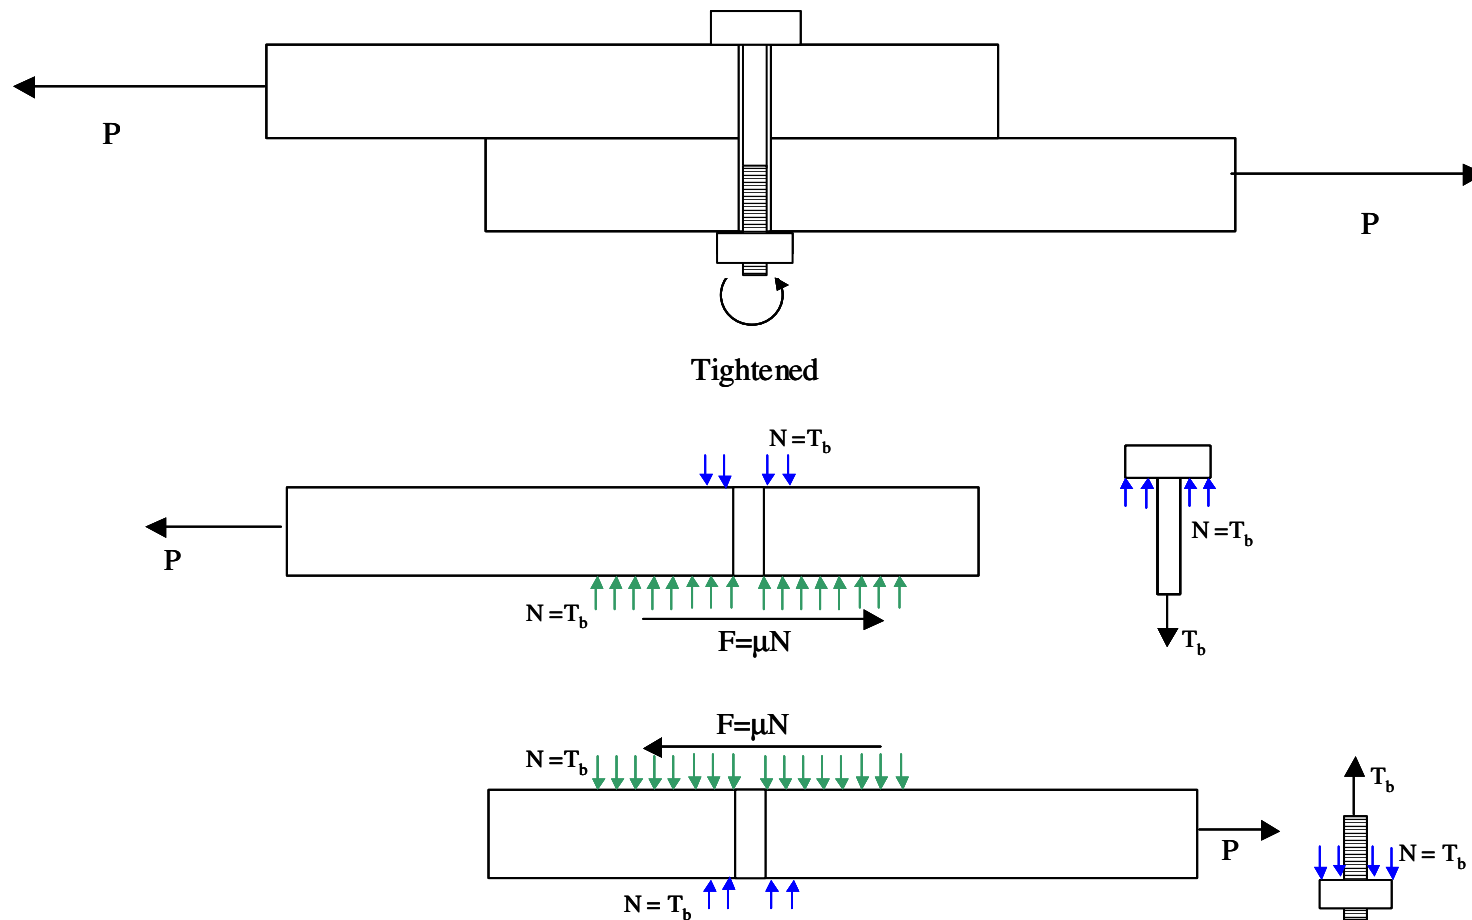 P
P
Tightened
N=T_b
P
N=T_b
N=T_b
F=μN
T_b
F=μN
N=T_b
T_b
P
N = T_b
N = T_b